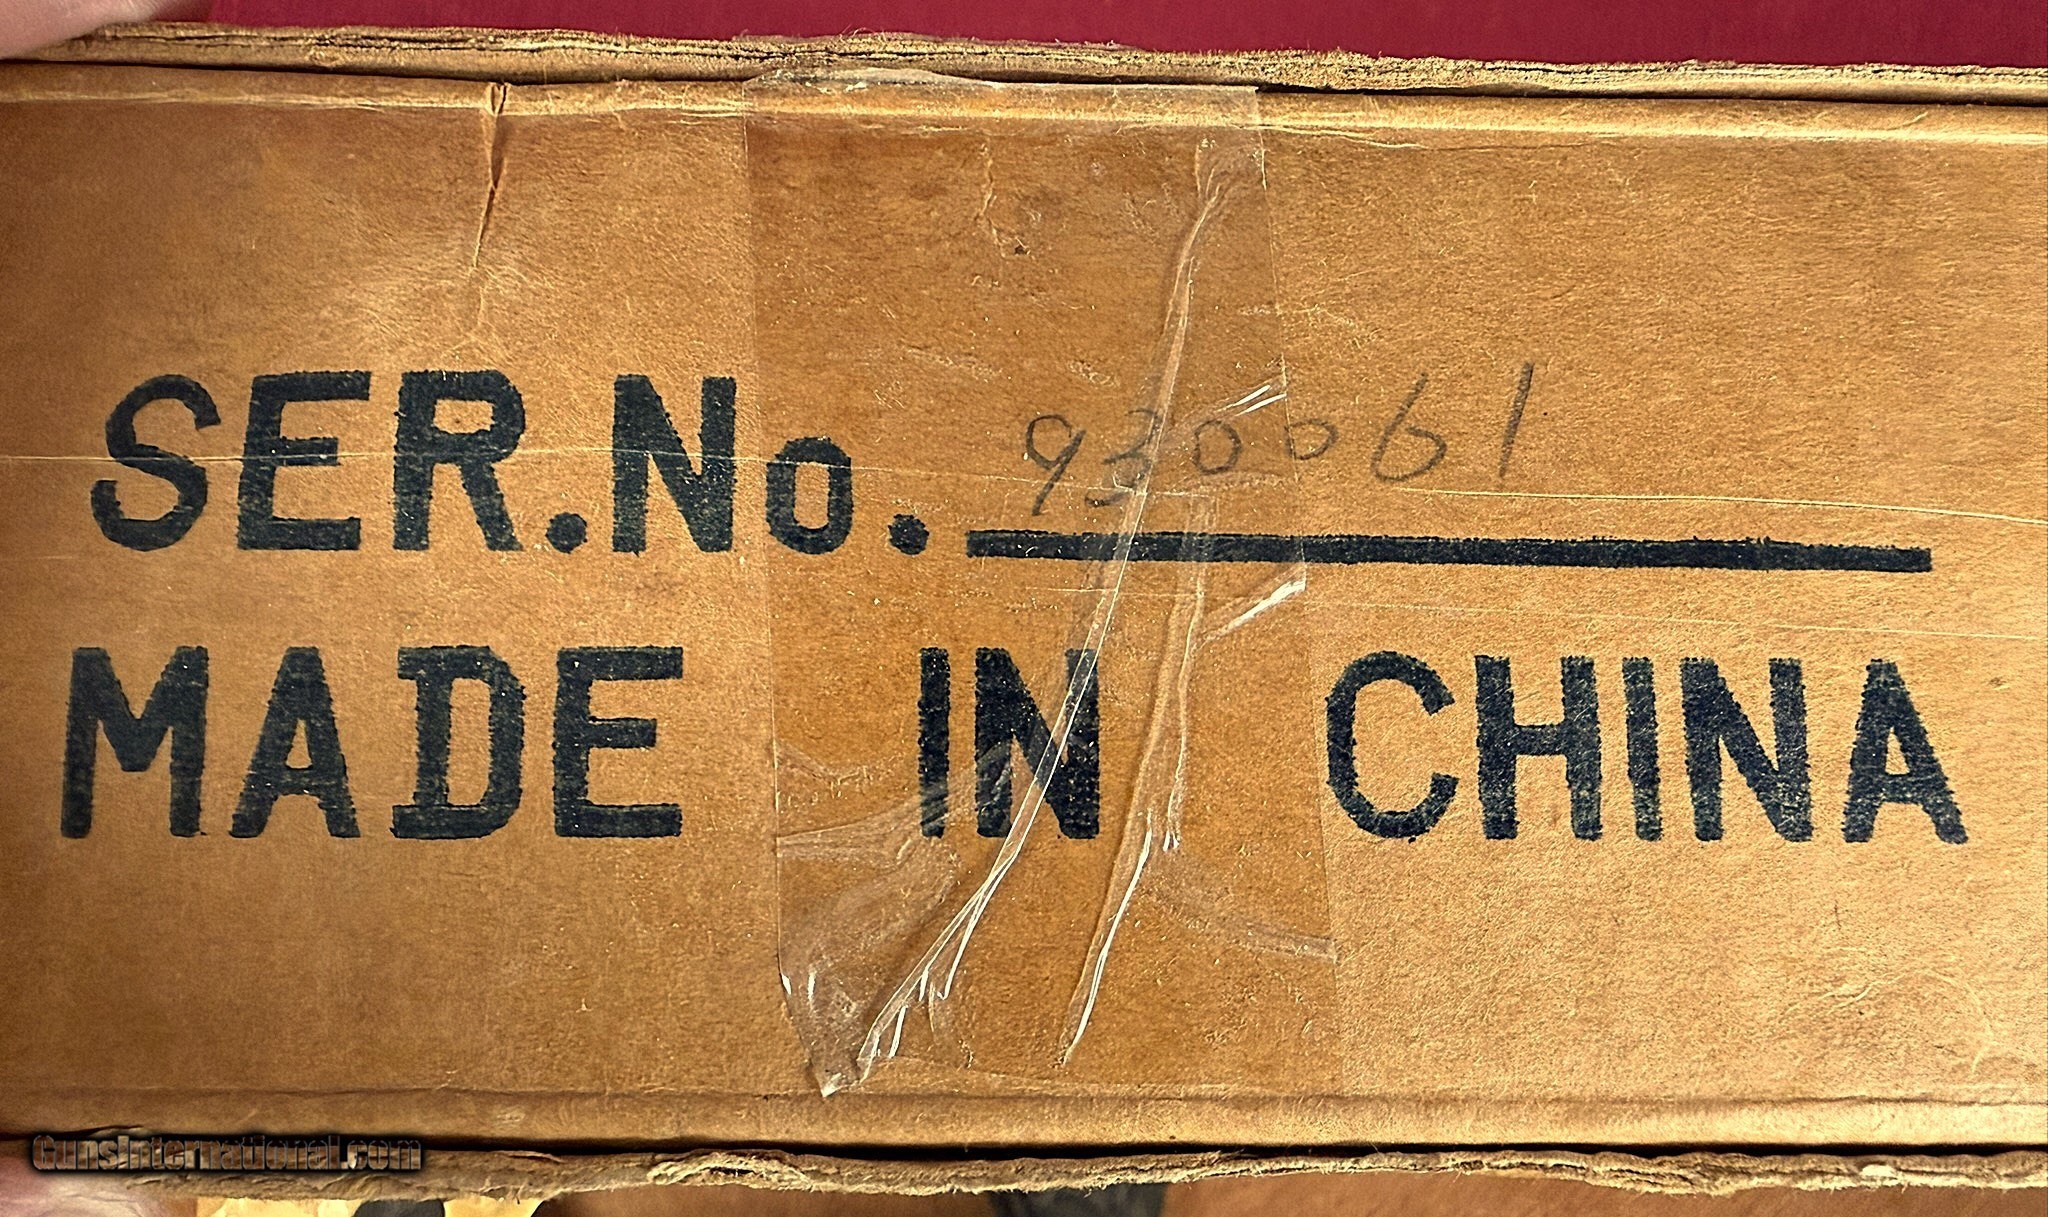 SER.No. 930061
MADE IN CHINA
GunsInternational.com